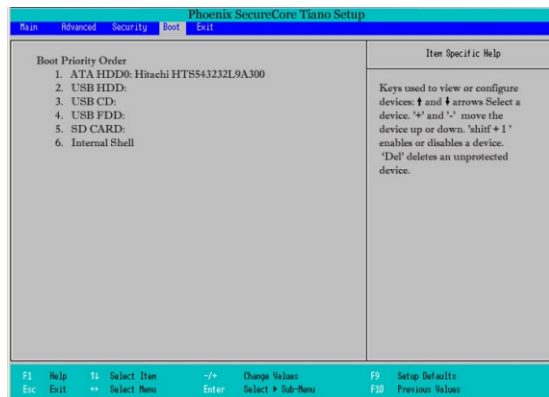 Phoenix SecureCore Tiano Setup
Main Advanced Security Boot Exit
Boot Priority Order
1. ATA HDD0: Hitachi HTS543232L9A300
2. USB HDD:
3. USB CD:
4. USB FDD:
5. SD CARD:
6. Internal Shell
Item Specific Help
Keys used to view or configure
devices: ↑ and ↓ arrows Select a
device. '+' and '-' move the
device up or down. 'shitf + 1 '
enables or disables a device.
'Del' deletes an unprotected
device.
F1 Help ↑↓ Select Item -/+ Change Values F9 Setup Defaults
Esc Exit ↔ Select Menu Enter Select ▶ Sub-Menu F10 Previous Values